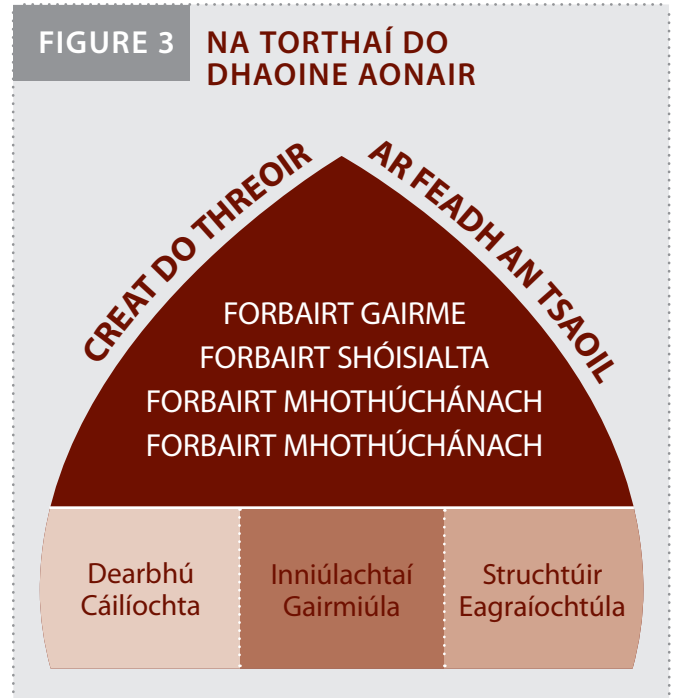 FIGURE 3
NA TORTHAÍ DO
DHAOINE AONAIR
CREAT DO THREOIR
AR FEADH AN TSAOIL
FORBAIRT GAIRME
FORBAIRT SHÓISIALTA
FORBAIRT MHOTHÚCHÁNACH
FORBAIRT MHOTHÚCHÁNACH
Dearbhú
Cáilíochta
Inniúlachtaí
Gairmiúla
Struchtúir
Eagraíochtúla